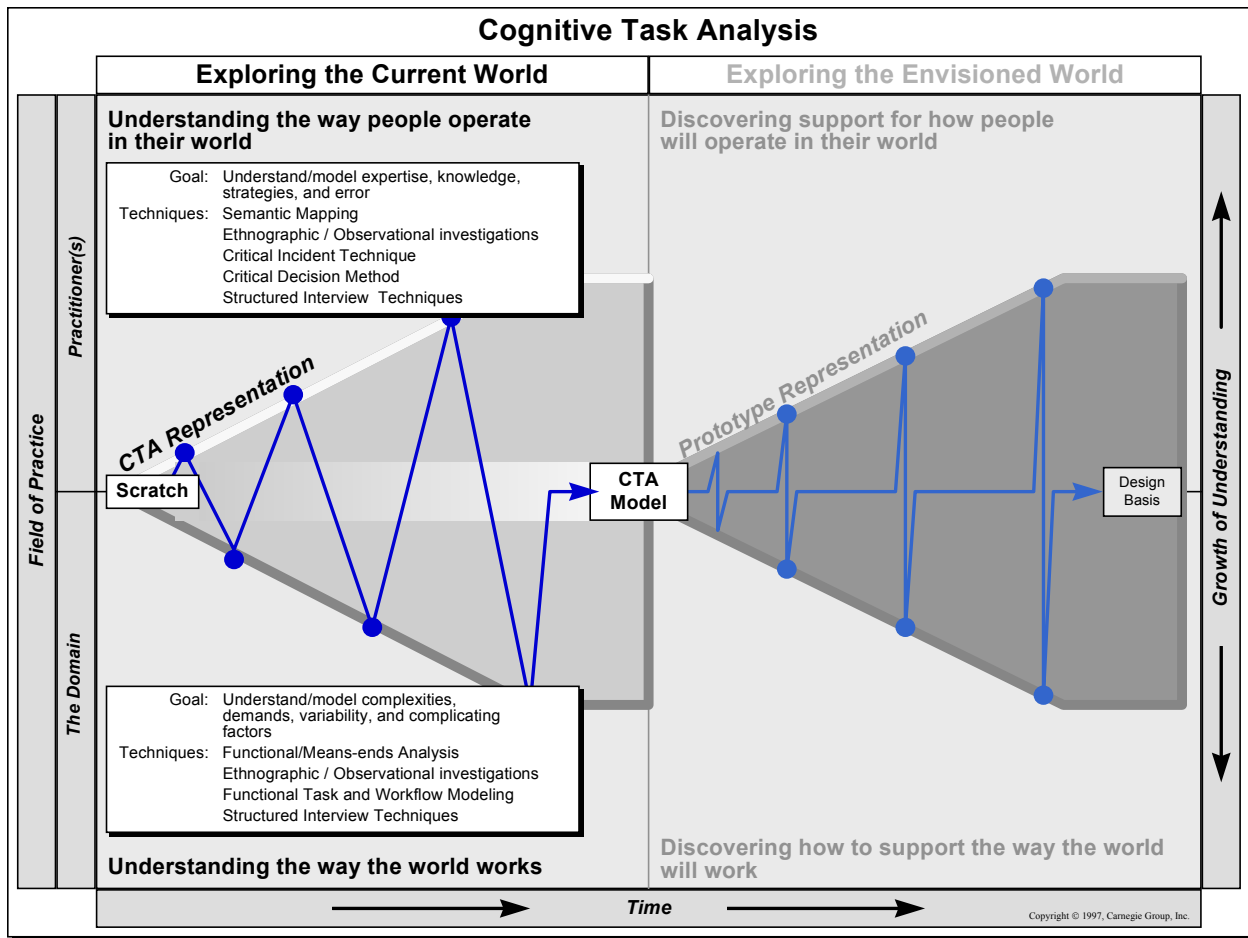 Cognitive Task Analysis
Exploring the Current World
Exploring the Envisioned World
Understanding the way people operate
in their world
Discovering support for how people
will operate in their world
Goal: Understand/model expertise, knowledge,
strategies, and error
Techniques: Semantic Mapping
Ethnographic / Observational investigations
Critical Incident Technique
Critical Decision Method
Structured Interview Techniques
Field of Practice
Practitioner(s)
The Domain
CTA Representation
Scratch
CTA
Model
Prototype Representation
Design
Basis
Growth of Understanding
Goal: Understand/model complexities,
demands, variability, and complicating
factors
Techniques: Functional/Means-ends Analysis
Ethnographic / Observational investigations
Functional Task and Workflow Modeling
Structured Interview Techniques
Understanding the way the world works
Discovering how to support the way the world
will work
Time
Copyright © 1997, Carnegie Group, Inc.